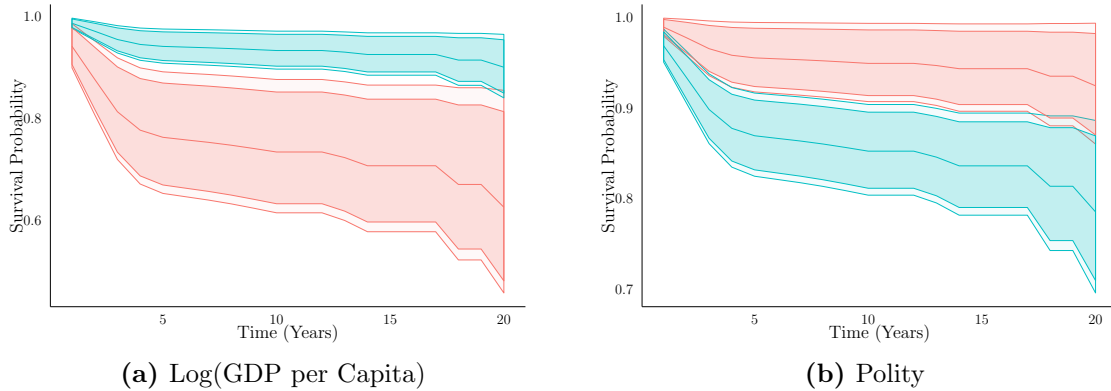 1.0
0.8
0.6
Survival Probability
5
10
15
20
Time (Years)
(a) Log(GDP per Capita)
1.0
0.9
0.8
0.7
Survival Probability
5
10
15
20
Time (Years)
(b) Polity